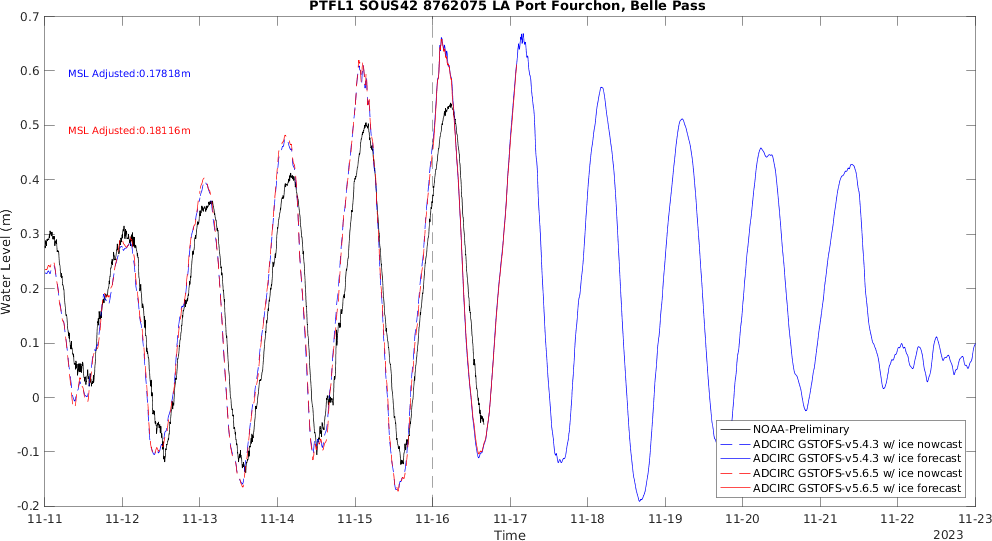 PTFL1 SOUS42 8762075 LA Port Fourchon, Belle Pass
0.7
0.6
0.5
0.4
0.3
0.2
0.1
0
-0.1
-0.2
Water Level (m)
MSL Adjusted:0.17818m
MSL Adjusted:0.18116m
NOAA-Preliminary
ADCIRC GSTOFS-v5.4.3 w/ ice nowcast
ADCIRC GSTOFS-v5.4.3 w/ ice forecast
ADCIRC GSTOFS-v5.6.5 w/ ice nowcast
ADCIRC GSTOFS-v5.6.5 w/ ice forecast
11-11 11-12 11-13 11-14 11-15 11-16 11-17 11-18 11-19 11-20 11-21 11-22 11-23
Time
2023